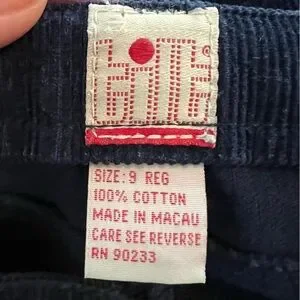 SIZE: 9 REG
100% COTTON
MADE IN MACAU
CARE SEE REVERSE
RN 90233